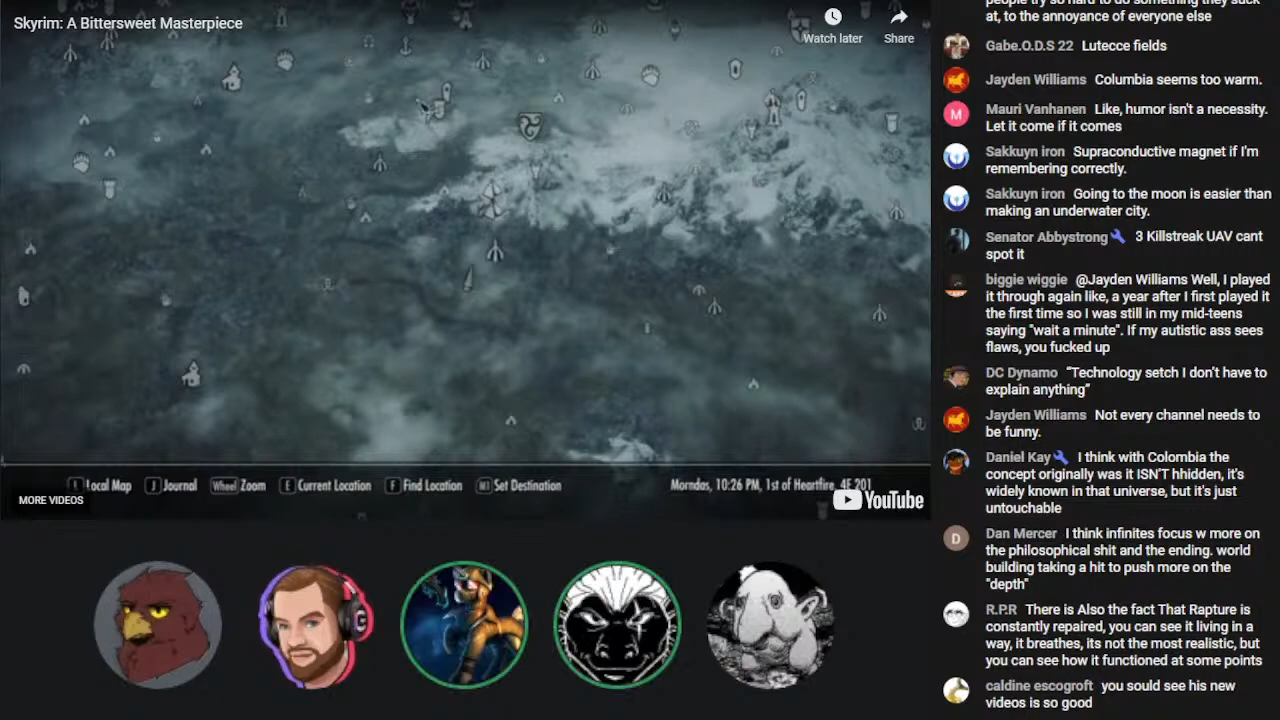 Skyrim: A Bittersweet Masterpiece
Watch later
Share
Local Map
J Journal
Wheel Zoom
E Current Location
F Find Location
M1 Set Destination
Morndas, 10:26 PM, 1st of Heartfire, 4E 201
MORE VIDEOS
YouTube
people try so hard to do something they suck
at, to the annoyance of everyone else
Gabe.O.D.S 22 Lutecce fields
Jayden Williams Columbia seems too warm.
Mauri Vanhanen Like, humor isn't a necessity.
Let it come if it comes
M
Sakkuyn iron Supraconductive magnet if I'm
remembering correctly.
Sakkuyn iron Going to the moon is easier than
making an underwater city.
Senator Abbystrong 3 Killstreak UAV cant
spot it
biggie wiggie @Jayden Williams Well, I played
it through again like, a year after I first played it
the first time so I was still in my mid-teens
saying "wait a minute". If my autistic ass sees
flaws, you fucked up
DC Dynamo “Technology setch I don't have to
explain anything”
Jayden Williams Not every channel needs to
be funny.
Daniel Kay I think with Colombia the
concept originally was it ISN'T hhidden, it's
widely known in that universe, but it's just
untouchable
D
Dan Mercer I think infinites focus w more on
the philosophical shit and the ending. world
building taking a hit to push more on the
"depth"
R.P.R There is Also the fact That Rapture is
constantly repaired, you can see it living in a
way, it breathes, its not the most realistic, but
you can see how it functioned at some points
caldine escogroft you sould see his new
videos is so good